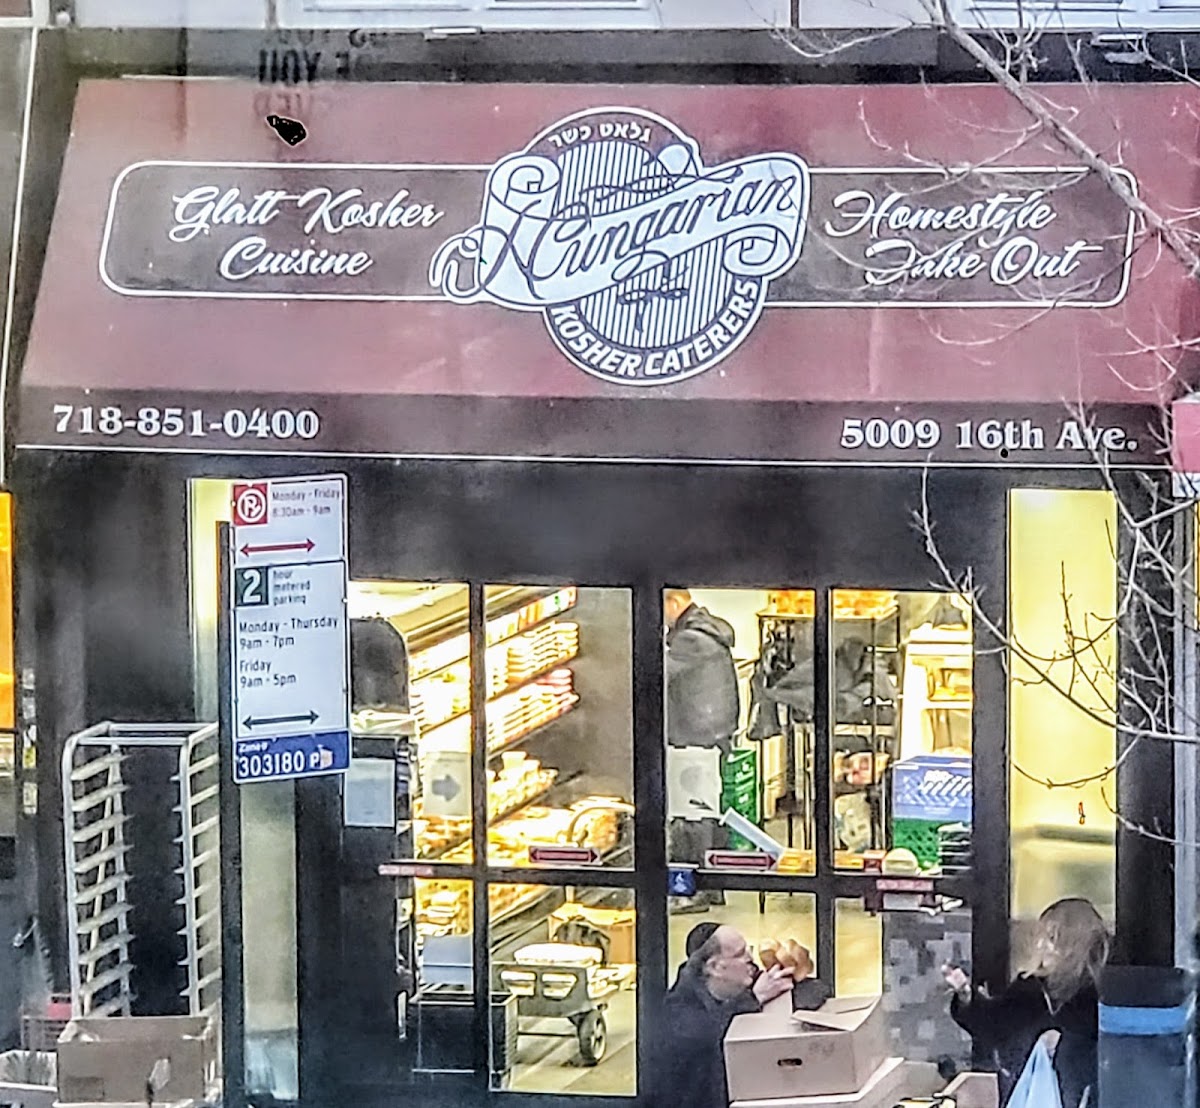 גלאט כשר
Glatt Kosher
Cuisine
Hungarian
KOSHER CATERERS
Homestyle
Take Out
718-851-0400
5009 16th Ave.
Monday - Friday
8:30am - 9am
2
hour
metered
parking
Monday - Thursday
9am - 7pm
Friday
9am - 5pm
Zone#
303180 P